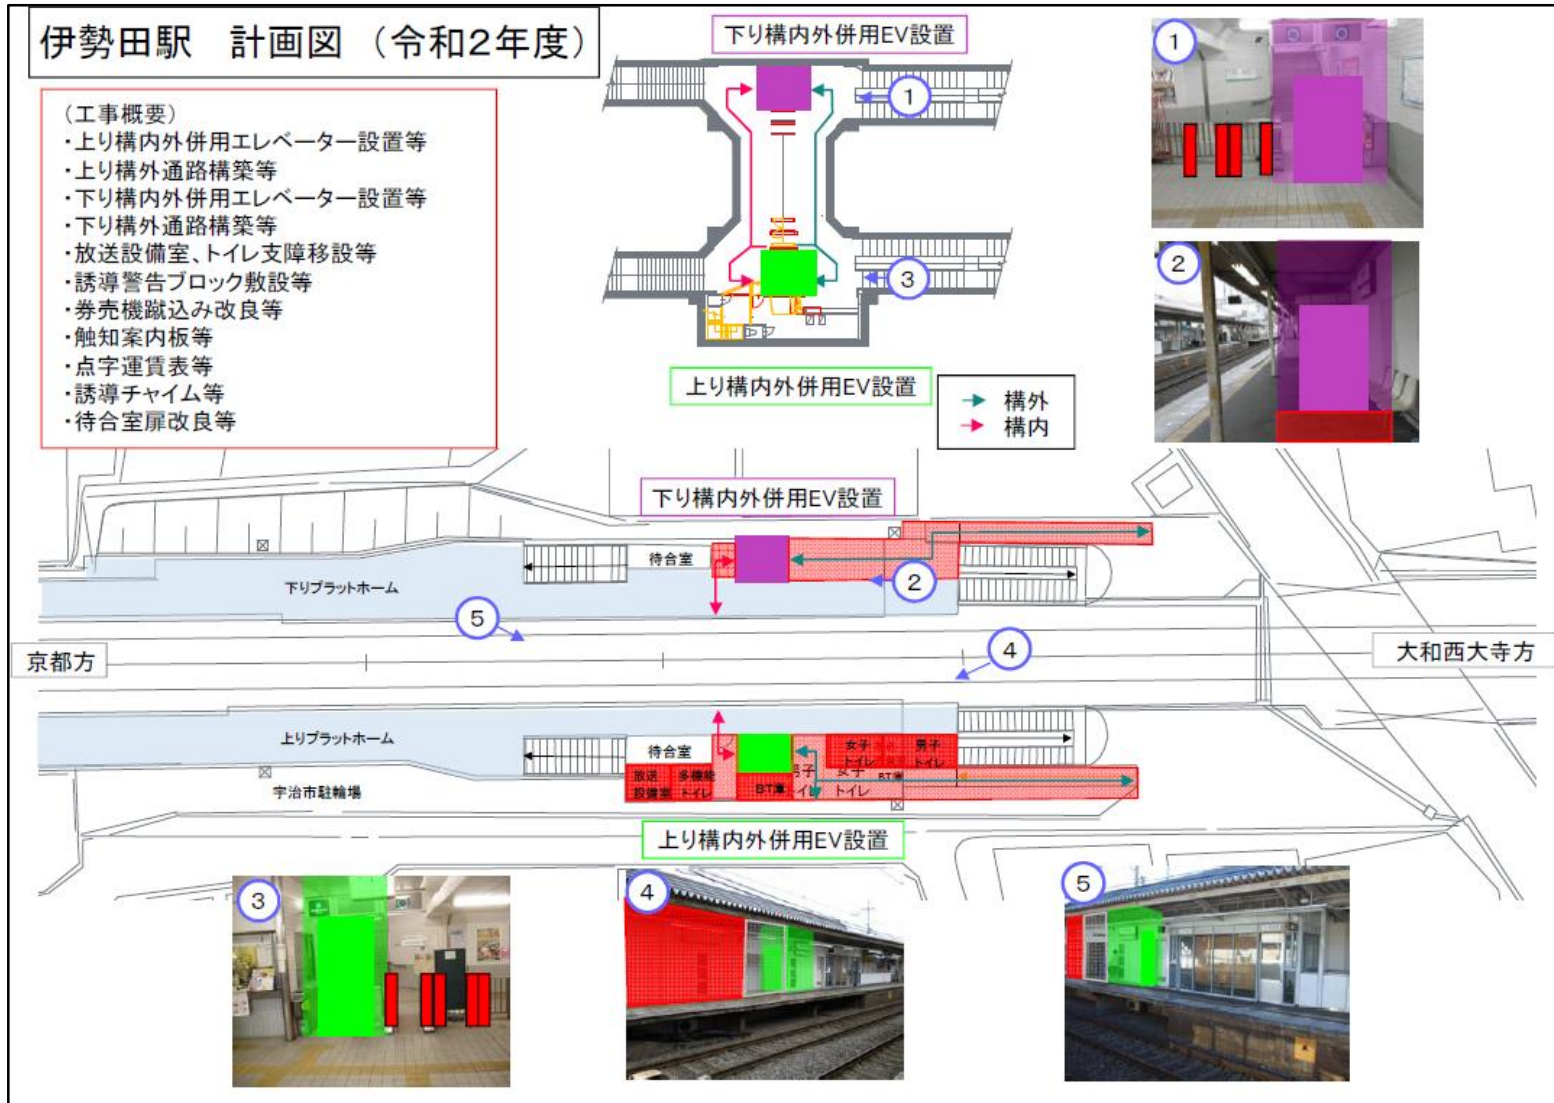 伊勢田駅　計画図　（令和２年度）
（工事概要）
・上り構内外併用エレベーター設置等
・上り構外通路構築等
・下り構内外併用エレベーター設置等
・下り構外通路構築等
・放送設備室、トイレ支障移設等
・誘導警告ブロック敷設等
・券売機蹴込み改良等
・触知案内板等
・点字運賃表等
・誘導チャイム等
・待合室扉改良等
下り構内外併用EV設置
①
③
上り構内外併用EV設置
構外
構内
①
②
下り構内外併用EV設置
待合室
下りプラットホーム
②
⑤
④
京都方
大和西大寺方
上りプラットホーム
待合室
女子
トイレ
男子
トイレ
放送
設備室
多機能
トイレ
BT庫
男子
トイレ
女子
トイレ
BT庫
宇治市駐輪場
上り構内外併用EV設置
③
④
⑤